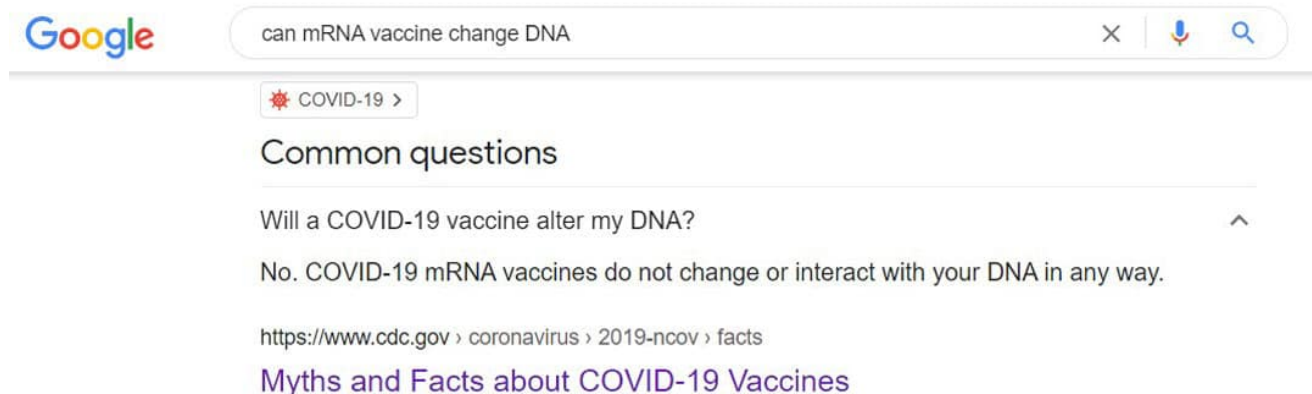 Google
can mRNA vaccine change DNA
COVID-19 >
Common questions
Will a COVID-19 vaccine alter my DNA?
No. COVID-19 mRNA vaccines do not change or interact with your DNA in any way.
https://www.cdc.gov › coronavirus › 2019-ncov › facts
Myths and Facts about COVID-19 Vaccines